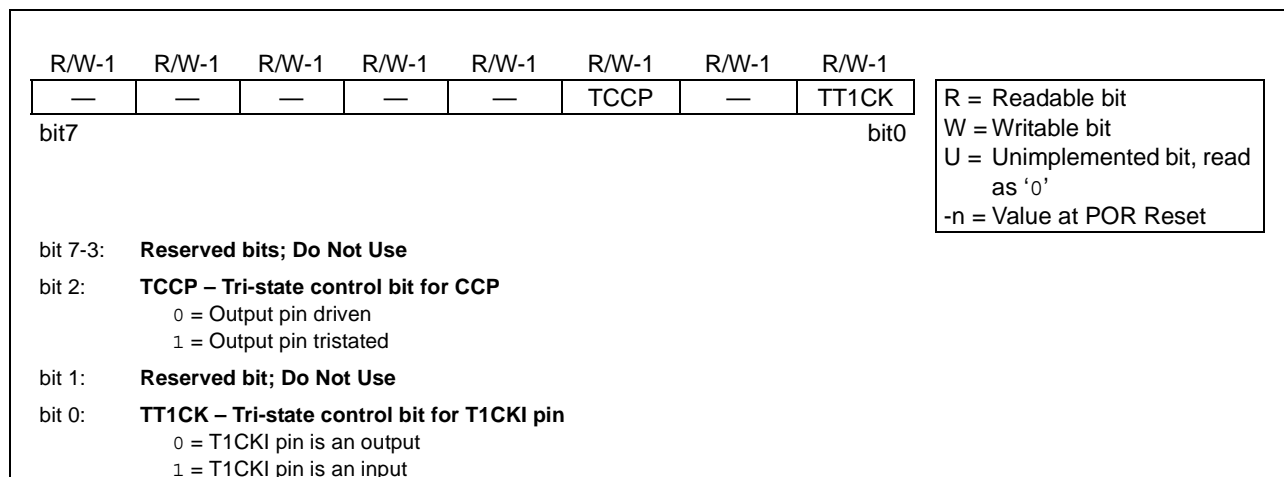 R/W-1 R/W-1 R/W-1 R/W-1 R/W-1 R/W-1 R/W-1 R/W-1
— — — — — TCCP — TT1CK
bit7 bit0
R = Readable bit
W = Writable bit
U = Unimplemented bit, read
as ‘0’
-n = Value at POR Reset
bit 7-3: Reserved bits; Do Not Use
bit 2: TCCP – Tri-state control bit for CCP
0 = Output pin driven
1 = Output pin tristated
bit 1: Reserved bit; Do Not Use
bit 0: TT1CK – Tri-state control bit for T1CKI pin
0 = T1CKI pin is an output
1 = T1CKI pin is an input